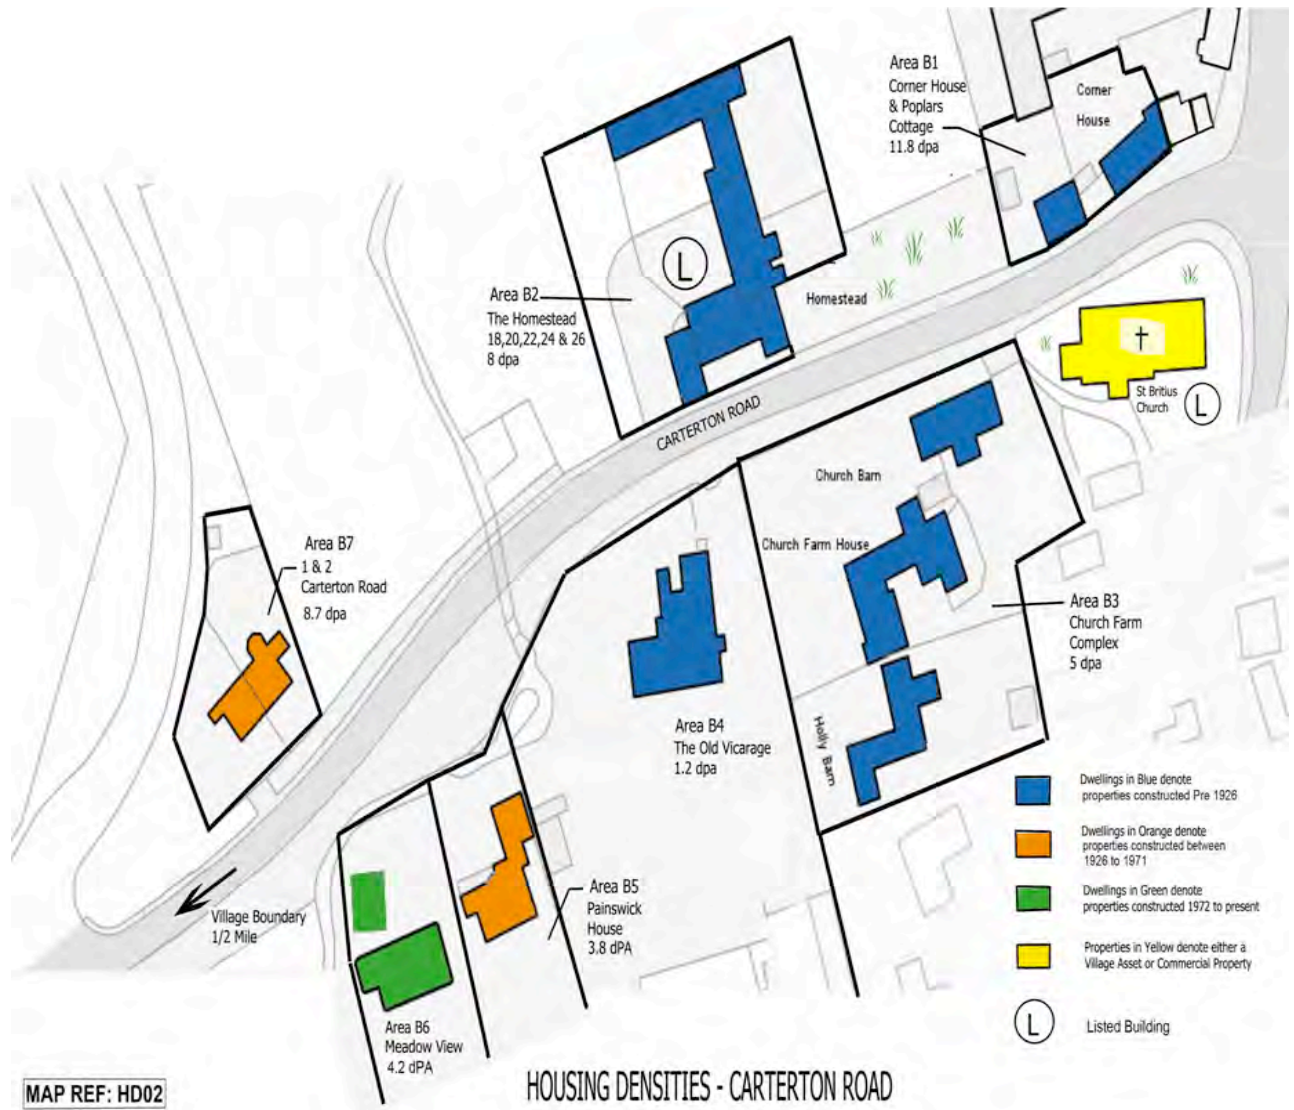 Area B1
Corner House
& Poplars
Cottage
11.8 dpa
Corner
House
L
Area B2
The Homestead
18,20,22,24 & 26
8 dpa
Homestead
CARTERTON ROAD
St Britius
Church
L
Church Barn
Church Farm House
Area B7
1 & 2
Carterton Road
8.7 dpa
Area B3
Church Farm
Complex
5 dpa
Area B4
The Old Vicarage
1.2 dpa
Holly Barn
Dwellings in Blue denote
properties constructed Pre 1926
Dwellings in Orange denote
properties constructed between
1926 to 1971
Dwellings in Green denote
properties constructed 1972 to present
Properties in Yellow denote either a
Village Asset or Commercial Property
L
Listed Building
Village Boundary
1/2 Mile
Area B5
Painswick
House
3.8 dPA
Area B6
Meadow View
4.2 dPA
MAP REF: HD02
HOUSING DENSITIES - CARTERTON ROAD